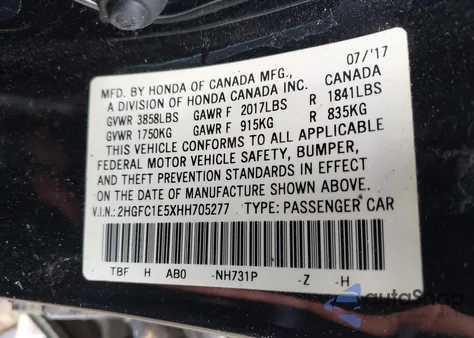 07/'17
MFD. BY HONDA OF CANADA MFG., CANADA
A DIVISION OF HONDA CANADA INC.
GVWR 3858LBS GAWR F 2017LBS R 1841LBS
GVWR 1750KG GAWR F 915KG R 835KG
THIS VEHICLE CONFORMS TO ALL APPLICABLE
FEDERAL MOTOR VEHICLE SAFETY, BUMPER,
AND THEFT PREVENTION STANDARDS IN EFFECT
ON THE DATE OF MANUFACTURE SHOWN ABOVE.
V.I.N.: 2HGFC1E5XHH705277 TYPE: PASSENGER CAR
TBF H AB0 -NH731P -Z -H
autoShop